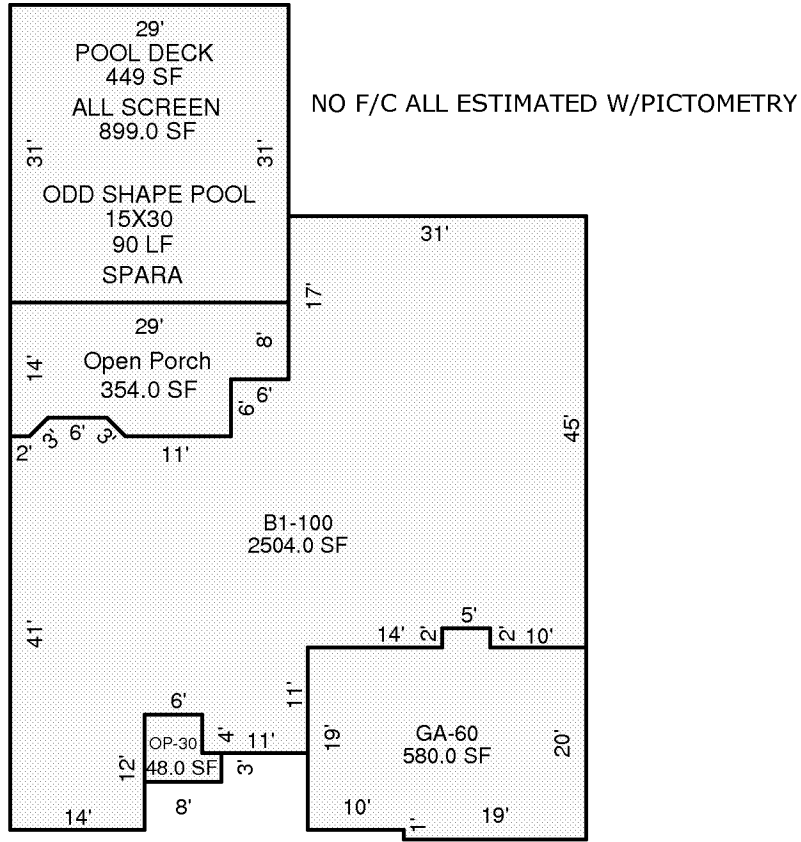 29'
POOL DECK
449 SF
ALL SCREEN
899.0 SF
NO F/C ALL ESTIMATED W/PICTOMETRY
31'
31'
ODD SHAPE POOL
15X30
90 LF
SPARA
31'
17'
29'
8'
14'
Open Porch
354.0 SF
6'
6'
45'
2'
3'
6'
3'
11'
B1-100
2504.0 SF
5'
14'
2'
2'
10'
41'
6'
11'
4'
11'
19'
GA-60
580.0 SF
20'
OP-30
48.0 SF
12'
3'
8'
14'
10'
1'
19'